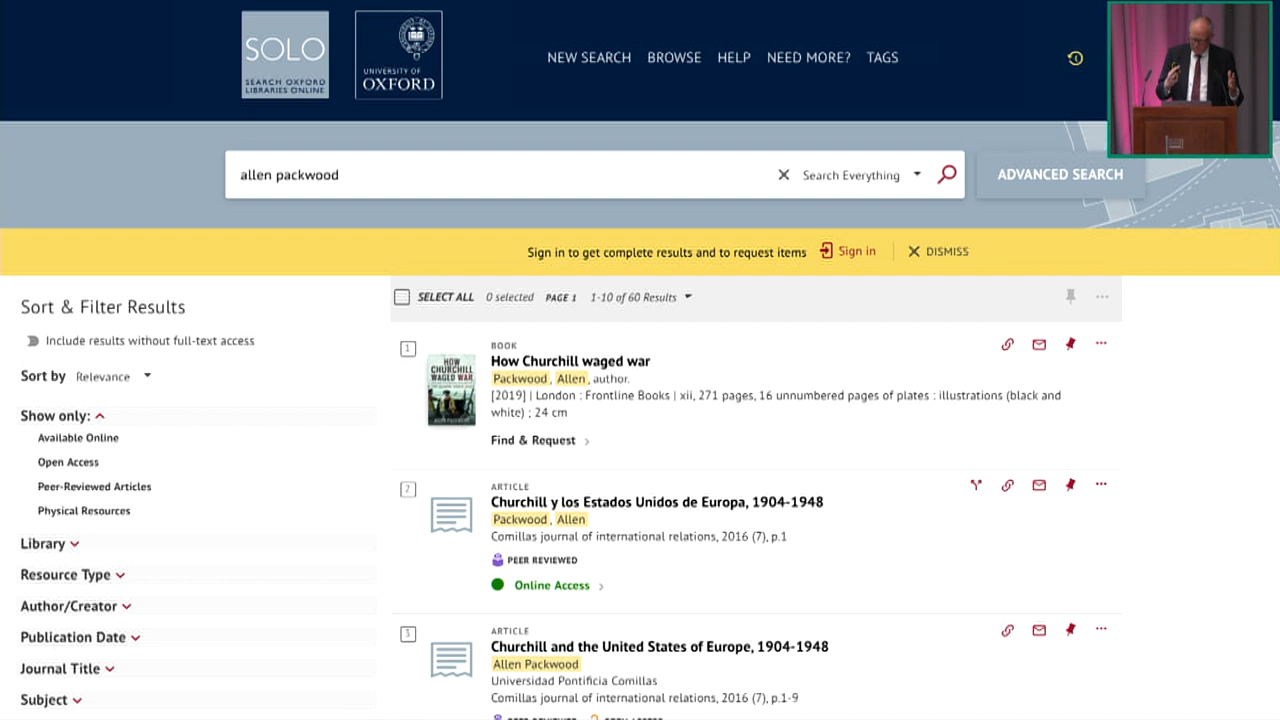 SOLO
SEARCH OXFORD
LIBRARIES ONLINE
UNIVERSITY OF
OXFORD
NEW SEARCH BROWSE HELP NEED MORE? TAGS
allen packwood
Search Everything
ADVANCED SEARCH
Sign in to get complete results and to request items Sign in DISMISS
Sort & Filter Results
Include results without full-text access
Sort by Relevance
Show only:
Available Online
Open Access
Peer-Reviewed Articles
Physical Resources
Library
Resource Type
Author/Creator
Publication Date
Journal Title
Subject
SELECT ALL 0 selected PAGE 1 1-10 of 60 Results
1
BOOK
How Churchill waged war
Packwood, Allen, author.
[2019] | London : Frontline Books | xii, 271 pages, 16 unnumbered pages of plates : illustrations (black and
white) ; 24 cm
Find & Request
HOW
CHURCHILL
WAGED WAR
2
ARTICLE
Churchill y los Estados Unidos de Europa, 1904-1948
Packwood, Allen
Comillas journal of international relations, 2016 (7), p.1
PEER REVIEWED
Online Access
3
ARTICLE
Churchill and the United States of Europe, 1904-1948
Allen Packwood
Universidad Pontificia Comillas
Comillas journal of international relations, 2016 (7), p.1-9
PEER REVIEWED OPEN ACCESS